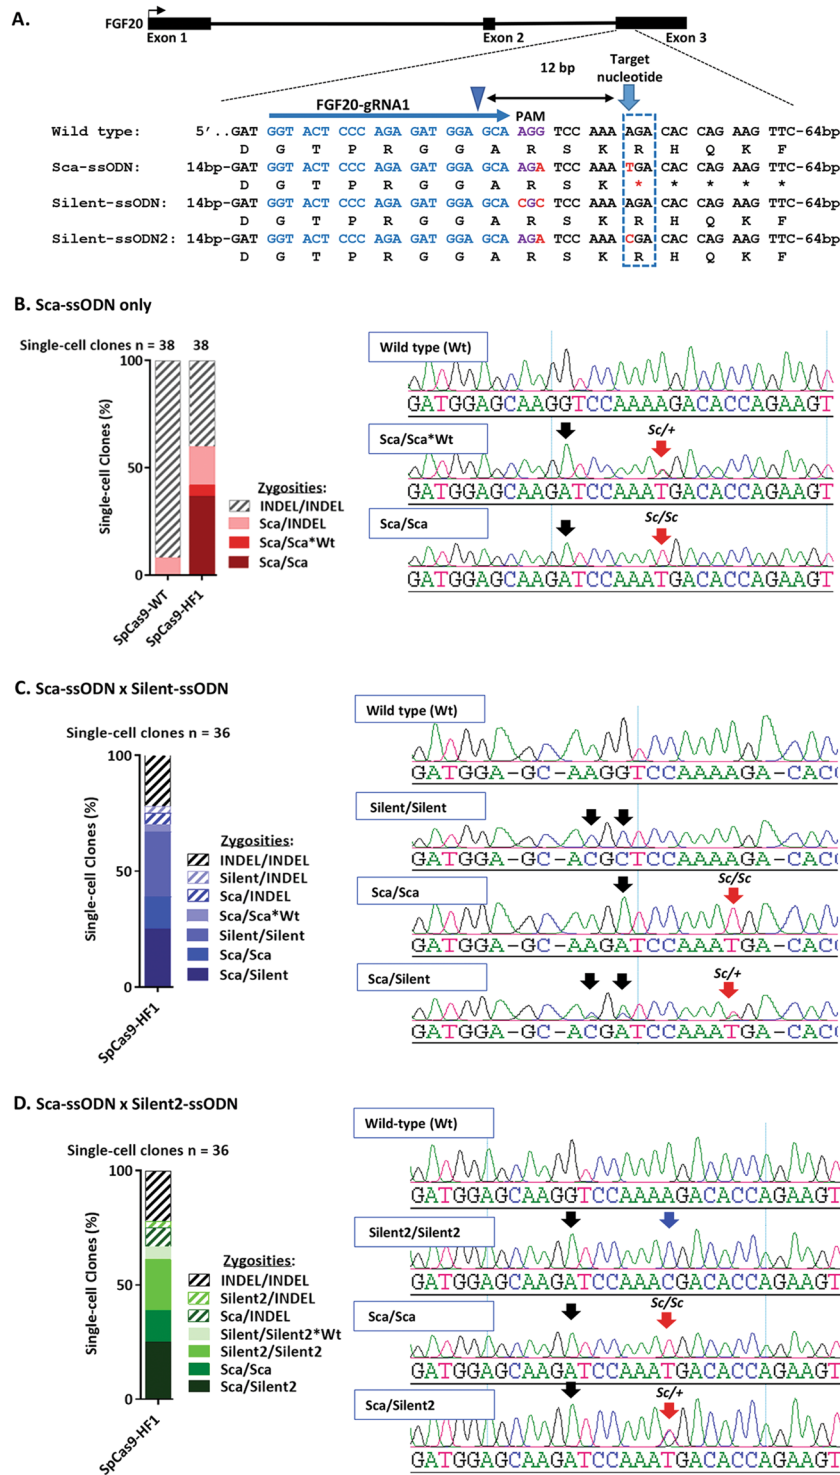 A.
FGF20
Exon 1
Exon 2
Exon 3
12 bp
Target
nucleotide
FGF20-gRNA1
PAM
Wild type: 5’..GAT GGT ACT CCC AGA GAT GGA GCA AGG TCC AAA AGA CAC CAG AAG TTC-64bp
D G T P R G G A R S K R H Q K F
Sca-ssODN: 14bp-GAT GGT ACT CCC AGA GAT GGA GCA AGA TCC AAA TGA CAC CAG AAG TTC-64bp
D G T P R G G A R S K * * * * *
Silent-ssODN: 14bp-GAT GGT ACT CCC AGA GAT GGA GCA CGC TCC AAA AGA CAC CAG AAG TTC-64bp
D G T P R G G A R S K R H Q K F
Silent-ssODN2: 14bp-GAT GGT ACT CCC AGA GAT GGA GCA AGA TCC AAA CGA CAC CAG AAG TTC-64bp
D G T P R G G A R S K R H Q K F
B. Sca-ssODN only
Single-cell clones n = 38 38
100
50
0
Single-cell Clones (%)
SpCas9-WT
SpCas9-HF1
Zygosities:
INDEL/INDEL
Sca/INDEL
Sca/Sca*Wt
Sca/Sca
Wild type (Wt)
GATGGAGCAAGGTCCAAAAGACACCAGAAGT
Sca/Sca*Wt
Sc/+
GATGGAGCAAGATCCAAATGACACCAGAAGT
Sca/Sca
Sc/Sc
GATGGAGCAAGATCCAAATGACACCAGAAGT
C. Sca-ssODN x Silent-ssODN
Single-cell clones n = 36
100
50
0
Single-cell Clones (%)
SpCas9-HF1
Zygosities:
INDEL/INDEL
Silent/INDEL
Sca/INDEL
Sca/Sca*Wt
Silent/Silent
Sca/Sca
Sca/Silent
Wild type (Wt)
GATGGA-GC-AAGGTCCAAAAGA-CAC
Silent/Silent
GATGGA-GC-ACGCTCCAAAAGA-CAC
Sca/Sca
Sc/Sc
GATGGA-GC-AAGATCCAAATGA-CAC
Sca/Silent
Sc/+
GATGGA-GC-ACGATCCAAATGA-CAC
D. Sca-ssODN x Silent2-ssODN
Single-cell clones n = 36
100
50
0
Single-cell Clones (%)
SpCas9-HF1
Zygosities:
INDEL/INDEL
Silent2/INDEL
Sca/INDEL
Silent/Silent2*Wt
Silent2/Silent2
Sca/Sca
Sca/Silent2
Wild-type (Wt)
GATGGAGCAAGGTCCAAAAGACACCAGAAGT
Silent2/Silent2
GATGGAGCAAGATCCAAACGACACCAGAAGT
Sca/Sca
Sc/Sc
GATGGAGCAAGATCCAAATGACACCAGAAGT
Sca/Silent2
Sc/+
GATGGAGCAAGATCCAAATGACACCAGAAGT